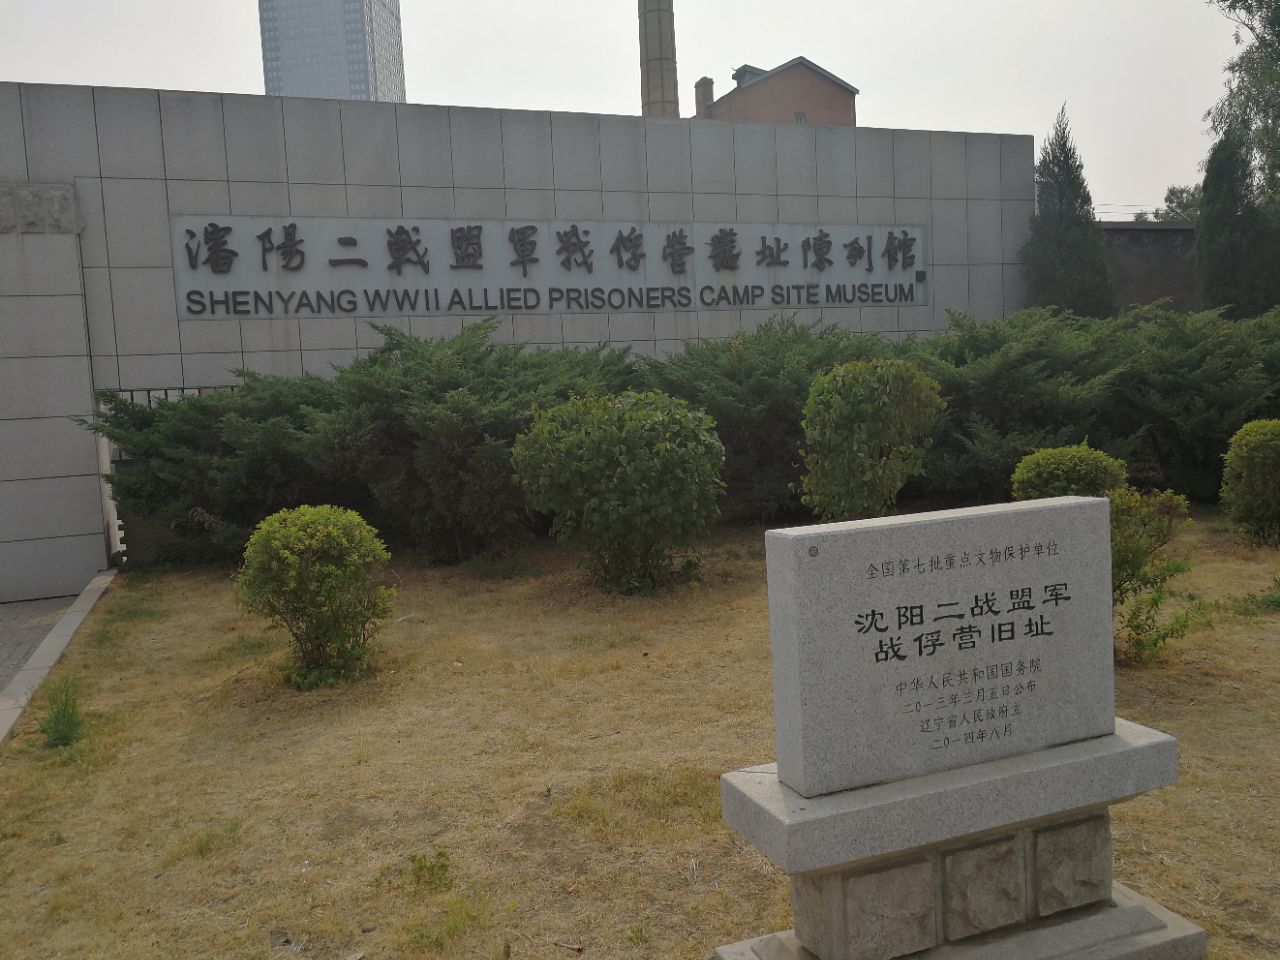 瀋陽二戰盟軍戰俘營舊址陳列館
SHENYANG WWII ALLIED PRISONERS CAMP SITE MUSEUM
全国第七批重点文物保护单位
沈阳二战盟军
战俘营旧址
中华人民共和国国务院
二〇一三年三月五日公布
辽宁省人民政府立
二〇一四年八月